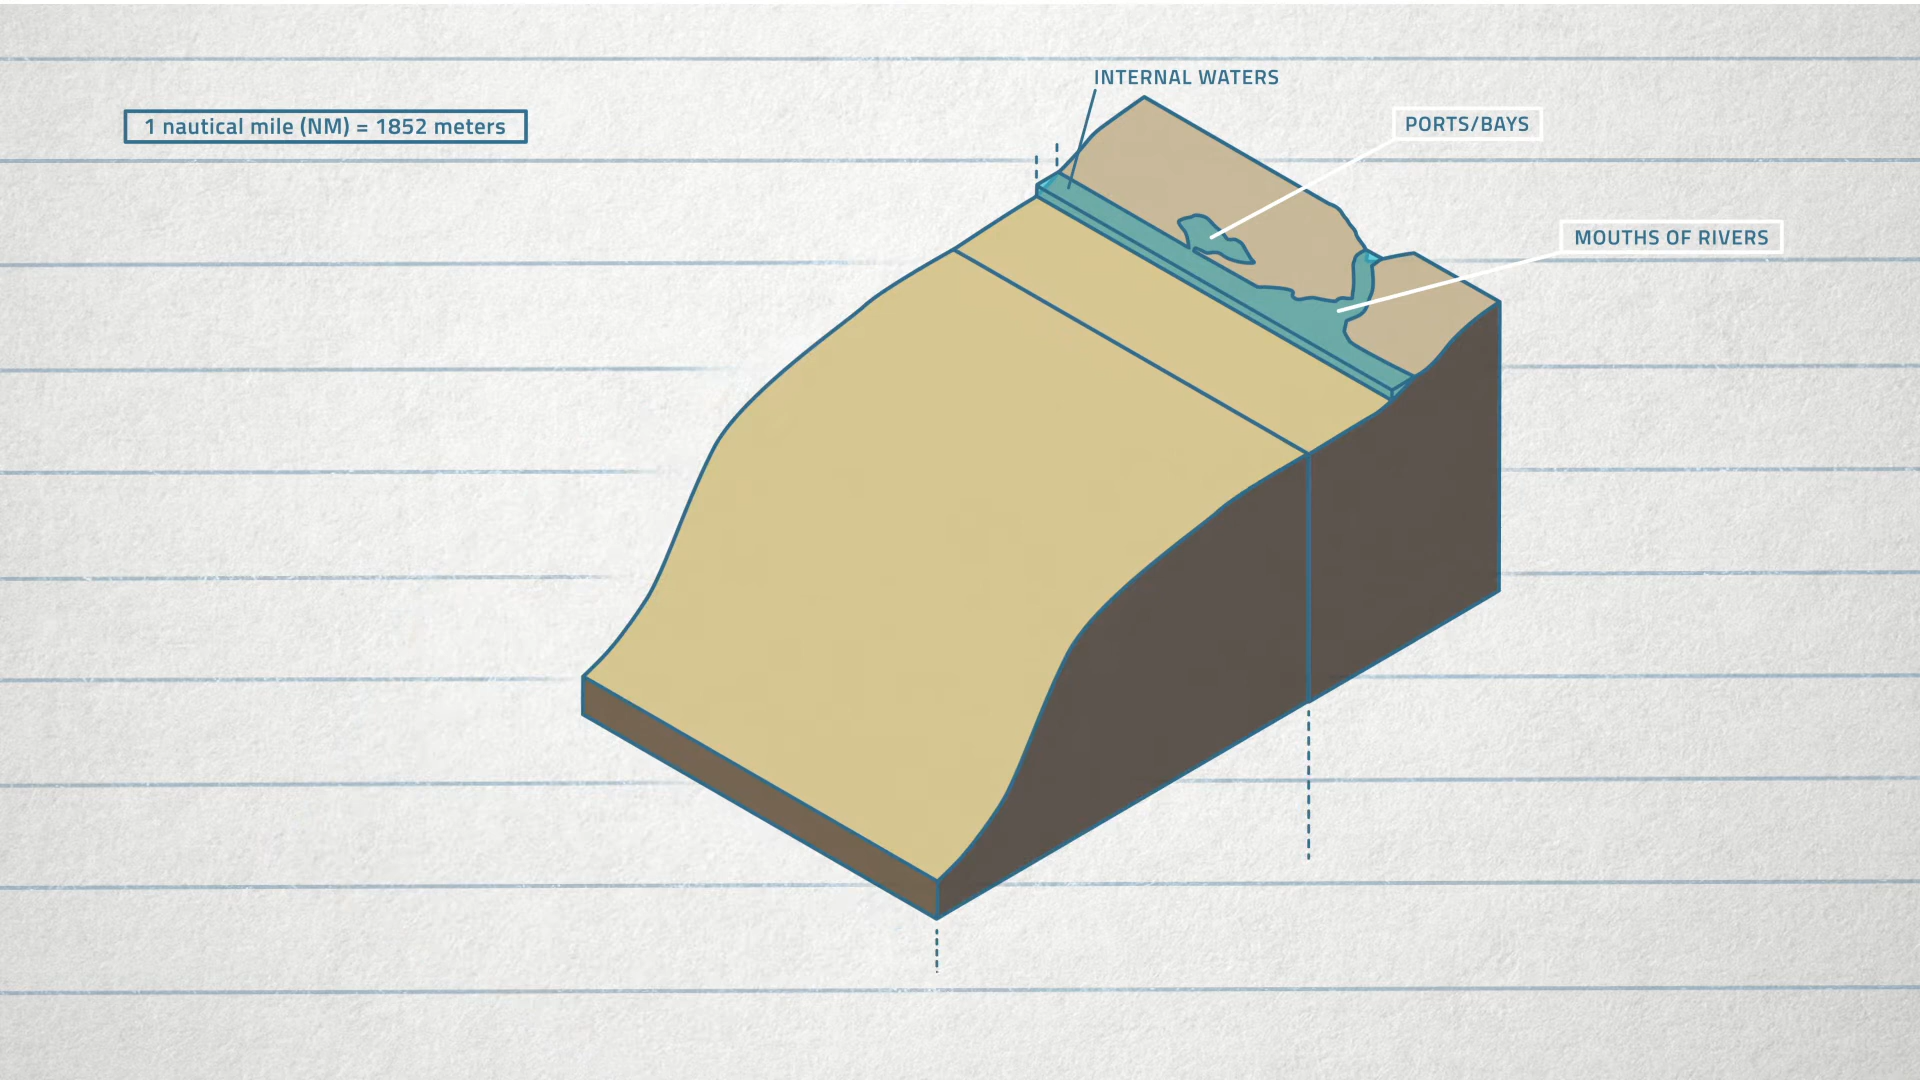 INTERNAL WATERS
1 nautical mile (NM) = 1852 meters
PORTS/BAYS
MOUTHS OF RIVERS